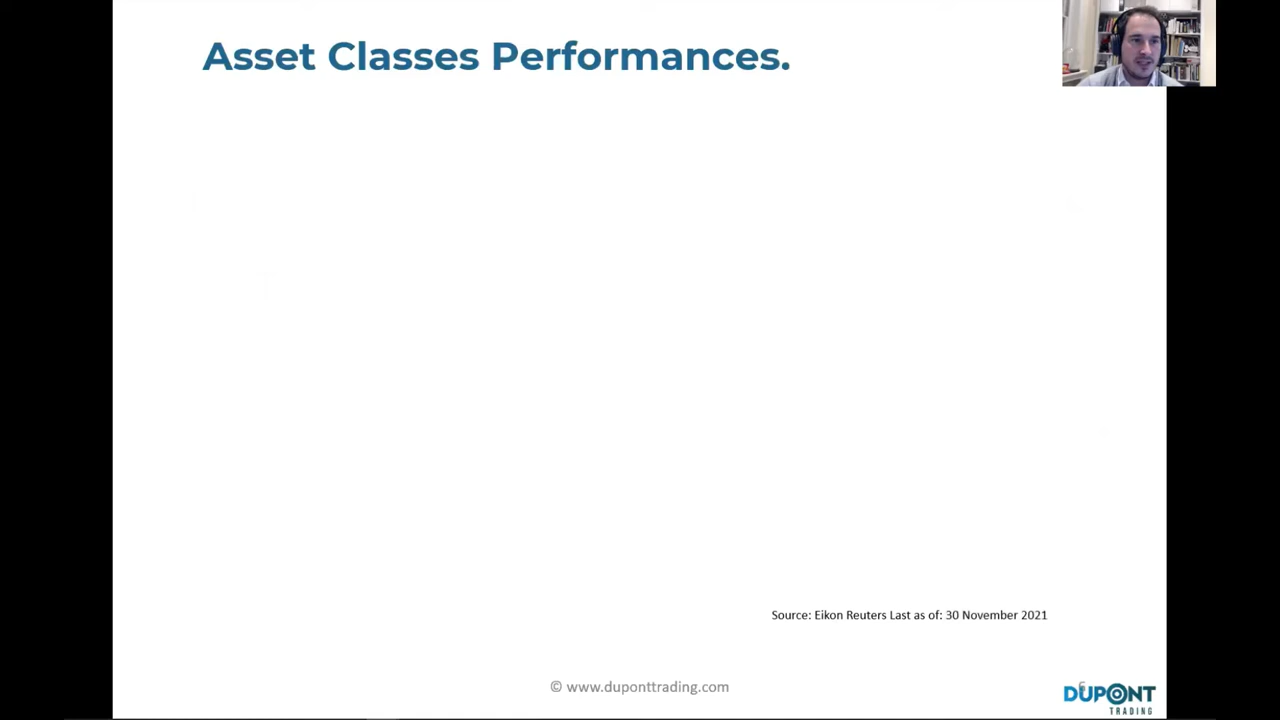 Asset Classes Performances.
Source: Eikon Reuters Last as of: 30 November 2021
© www.duponttrading.com
DUPONT
TRADING